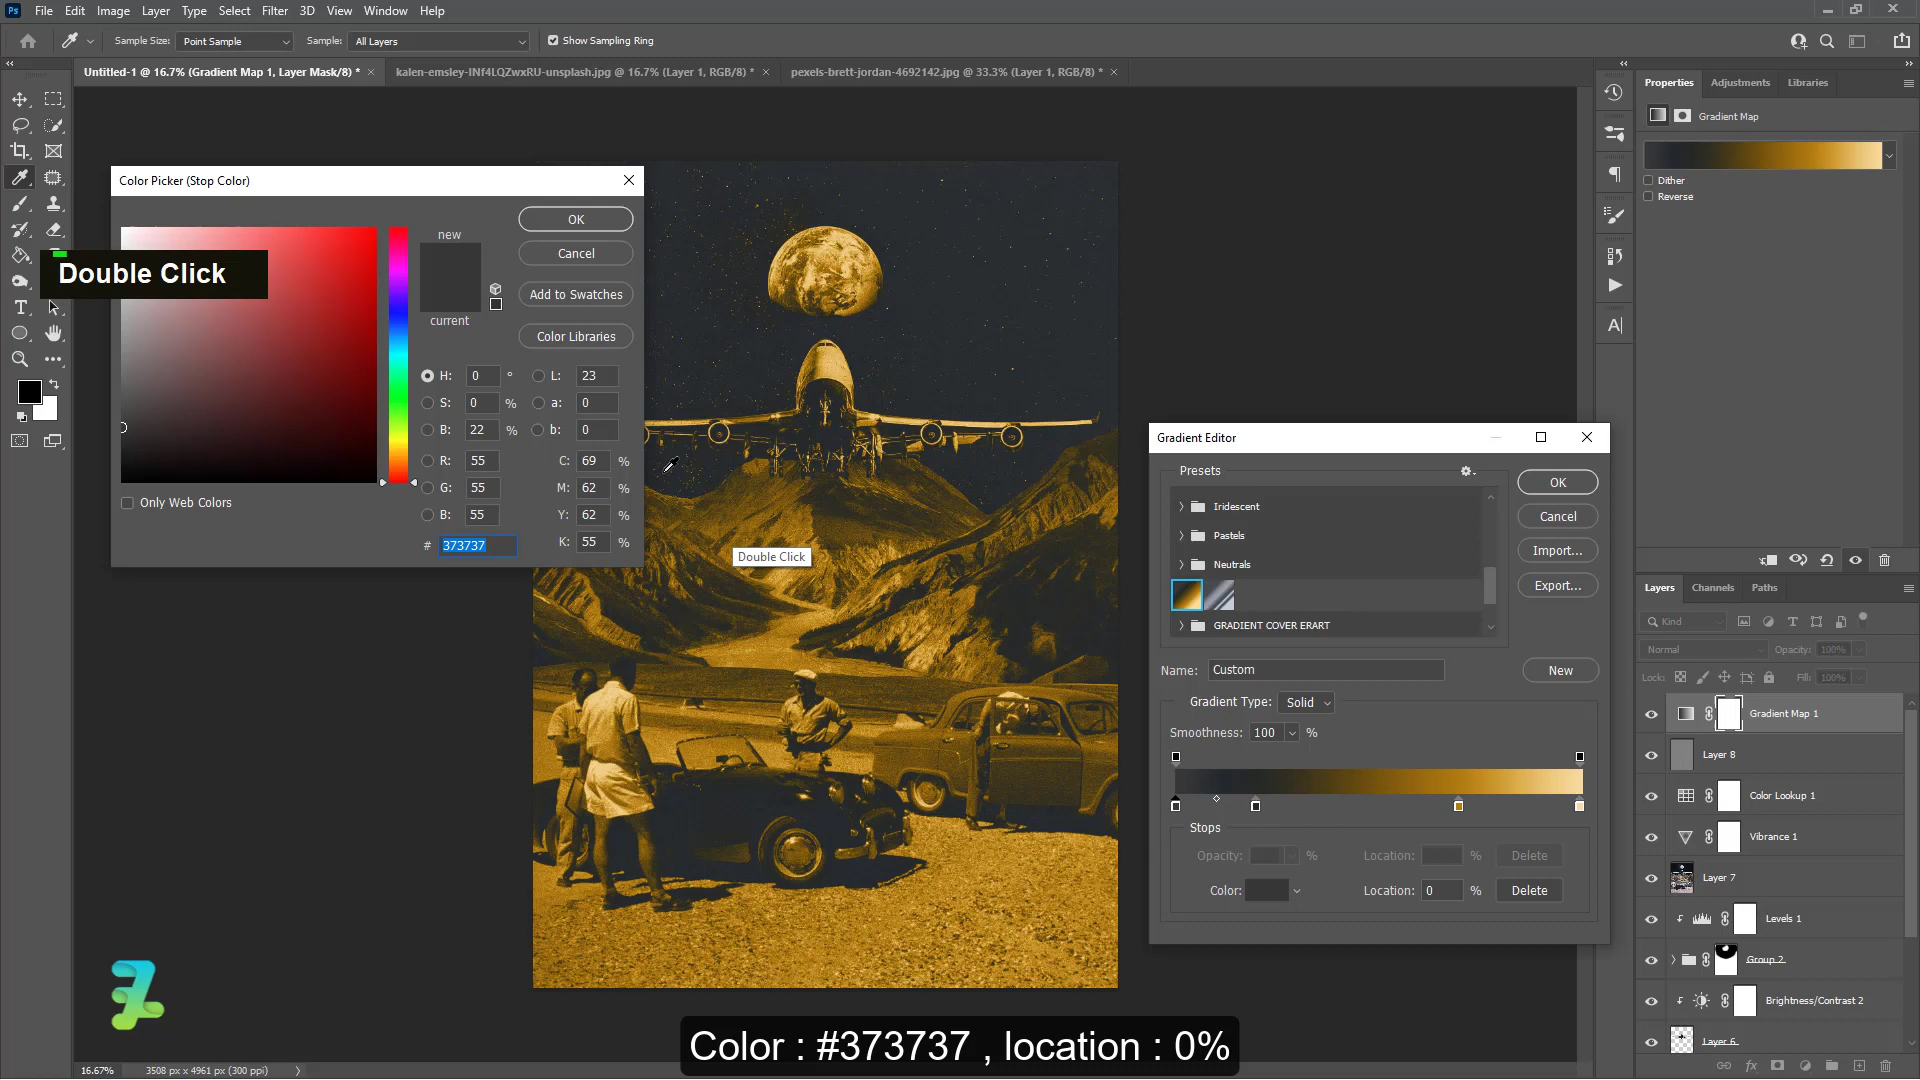 Ps File Edit Image Layer Type Select Filter 3D View Window Help
Sample Size: Point Sample Sample: All Layers Show Sampling Ring
Untitled-1 @ 16.7% (Gradient Map 1, Layer Mask/8) * × kalen-emsley-INf4LQZwxRU-unsplash.jpg @ 16.7% (Layer 1, RGB/8) * × pexels-brett-jordan-4692142.jpg @ 33.3% (Layer 1, RGB/8) * ×
Color Picker (Stop Color)
new
OK
Cancel
Add to Swatches
current
Color Libraries
H: 0 °
L: 23
S: 0 %
a: 0
B: 22 %
b: 0
R: 55
C: 69 %
G: 55
M: 62 %
B: 55
Y: 62 %
# 373737
K: 55 %
Only Web Colors
Double Click
Double Click
Gradient Editor
Presets
Iridescent
Pastels
Neutrals
GRADIENT COVER ERART
OK
Cancel
Import...
Export...
Name: Custom
New
Gradient Type: Solid
Smoothness: 100 %
Stops
Opacity: % Location: % Delete
Color: Location: 0 % Delete
Properties Adjustments Libraries
Gradient Map
Dither
Reverse
Layers Channels Paths
Kind
Normal Opacity: 100%
Lock: Fill: 100%
Gradient Map 1
Layer 8
Color Lookup 1
Vibrance 1
Layer 7
Levels 1
Group 2
Brightness/Contrast 2
Layer 6
16.67% 3508 px x 4961 px (300 ppi)
Color : #373737 , location : 0%